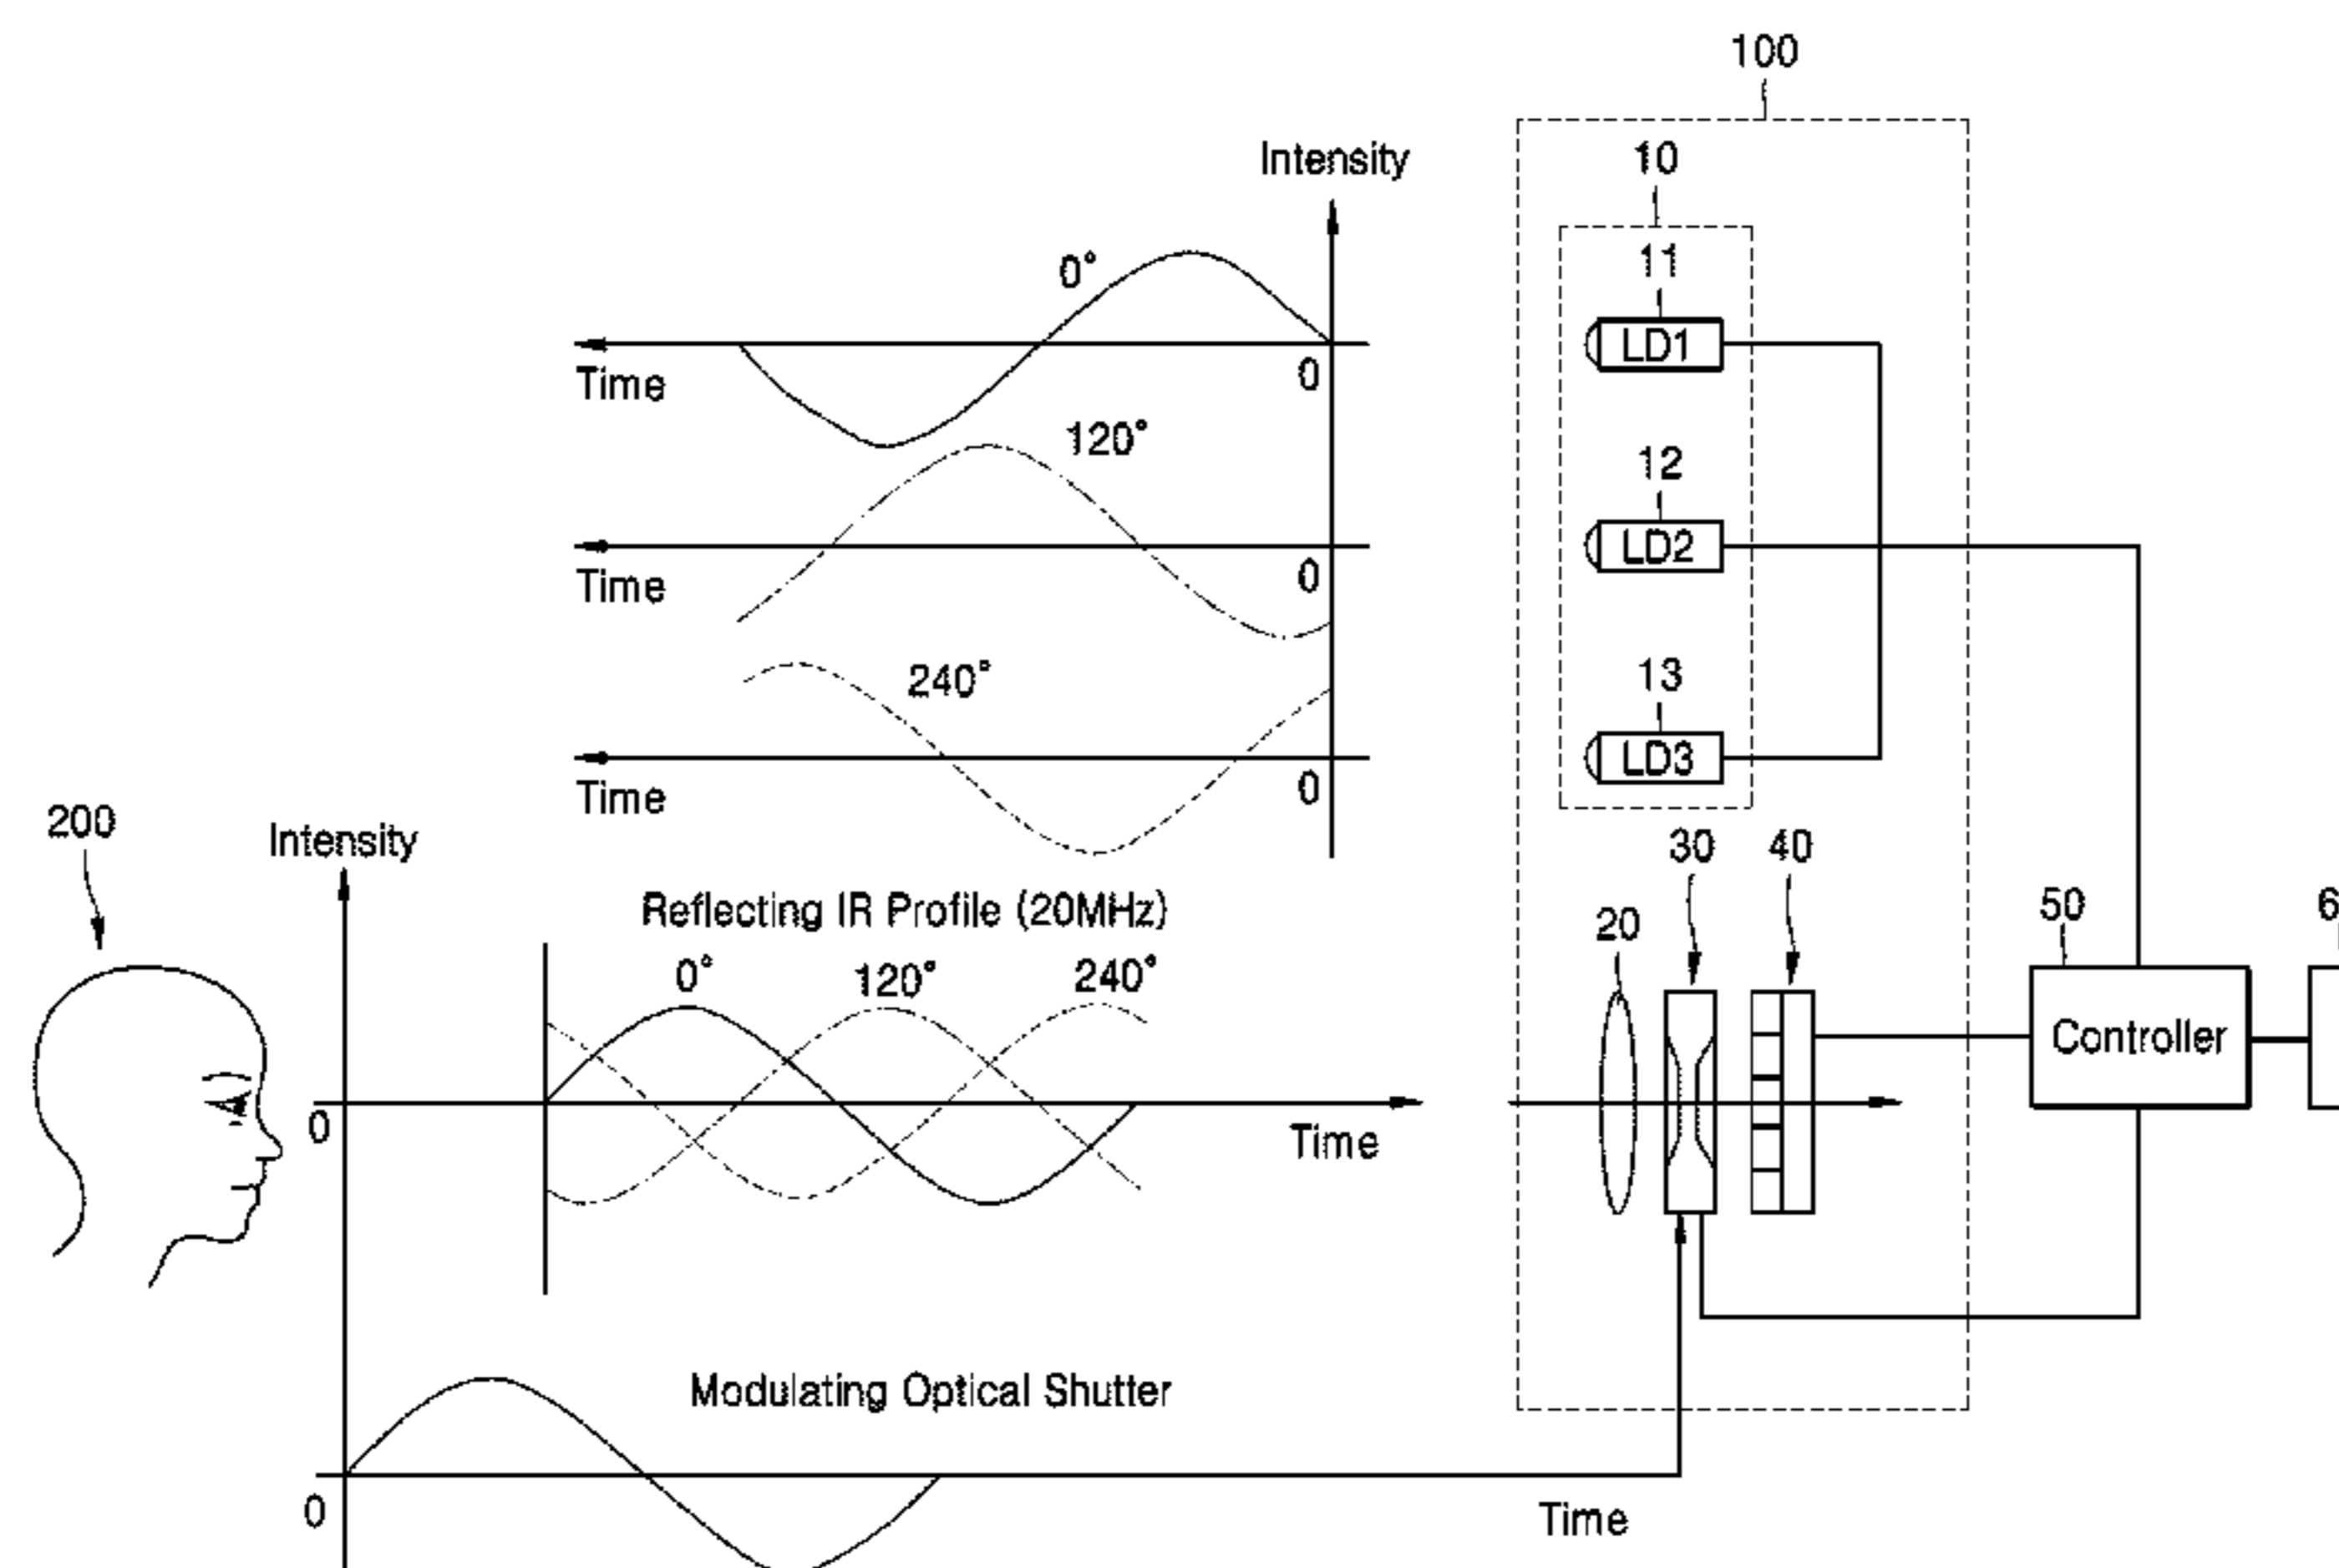 100
Intensity
10
11
0°
LD1
Time
0
120°
12
LD2
Time
0
240°
13
LD3
Time
0
200
Intensity
30
40
Reflecting IR Profile (20MHz)
50
6
20
0°
120°
240°
Controller
0
Time
Modulating Optical Shutter
0
Time